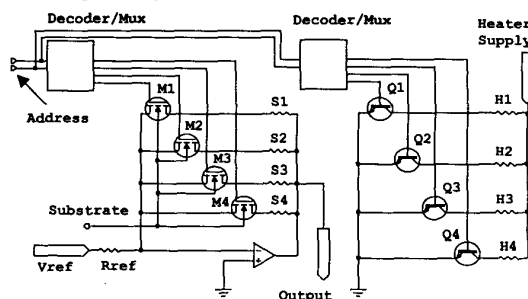 Decoder/Mux
Decoder/Mux
Heater
Supply
Address
M1
M2
M3
M4
S1
S2
S3
S4
Q1
Q2
Q3
Q4
H1
H2
H3
H4
Substrate
Vref
Rref
Output